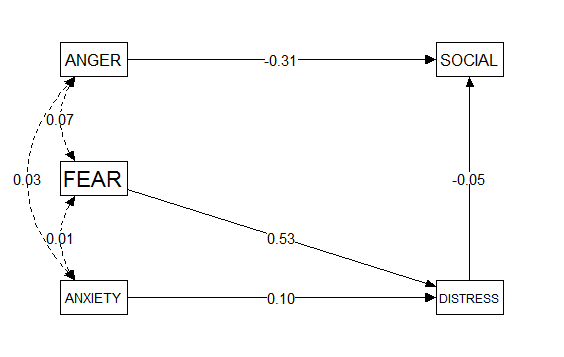 ANGER
-0.31
SOCIAL
0.07
0.03
FEAR
-0.05
0.01
0.53
ANXIETY
0.10
DISTRESS